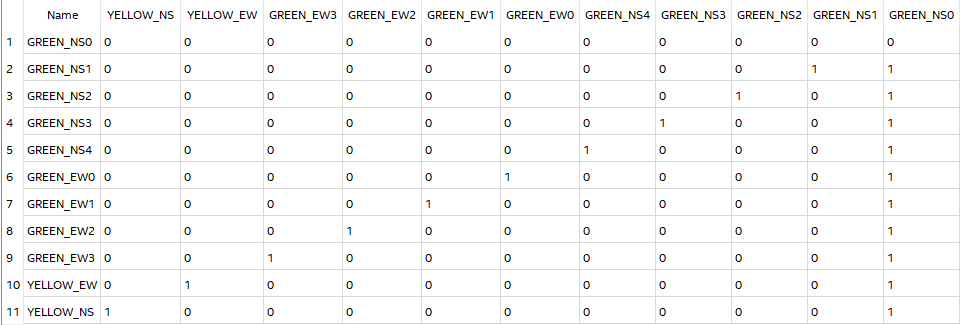 Name YELLOW_NS YELLOW_EW GREEN_EW3 GREEN_EW2 GREEN_EW1 GREEN_EW0 GREEN_NS4 GREEN_NS3 GREEN_NS2 GREEN_NS1 GREEN_NS0
1 GREEN_NS0 0 0 0 0 0 0 0 0 0 0 0
2 GREEN_NS1 0 0 0 0 0 0 0 0 0 1 1
3 GREEN_NS2 0 0 0 0 0 0 0 0 1 0 1
4 GREEN_NS3 0 0 0 0 0 0 0 1 0 0 1
5 GREEN_NS4 0 0 0 0 0 0 1 0 0 0 1
6 GREEN_EW0 0 0 0 0 0 1 0 0 0 0 1
7 GREEN_EW1 0 0 0 0 1 0 0 0 0 0 1
8 GREEN_EW2 0 0 0 1 0 0 0 0 0 0 1
9 GREEN_EW3 0 0 1 0 0 0 0 0 0 0 1
10 YELLOW_EW 0 1 0 0 0 0 0 0 0 0 1
11 YELLOW_NS 1 0 0 0 0 0 0 0 0 0 1